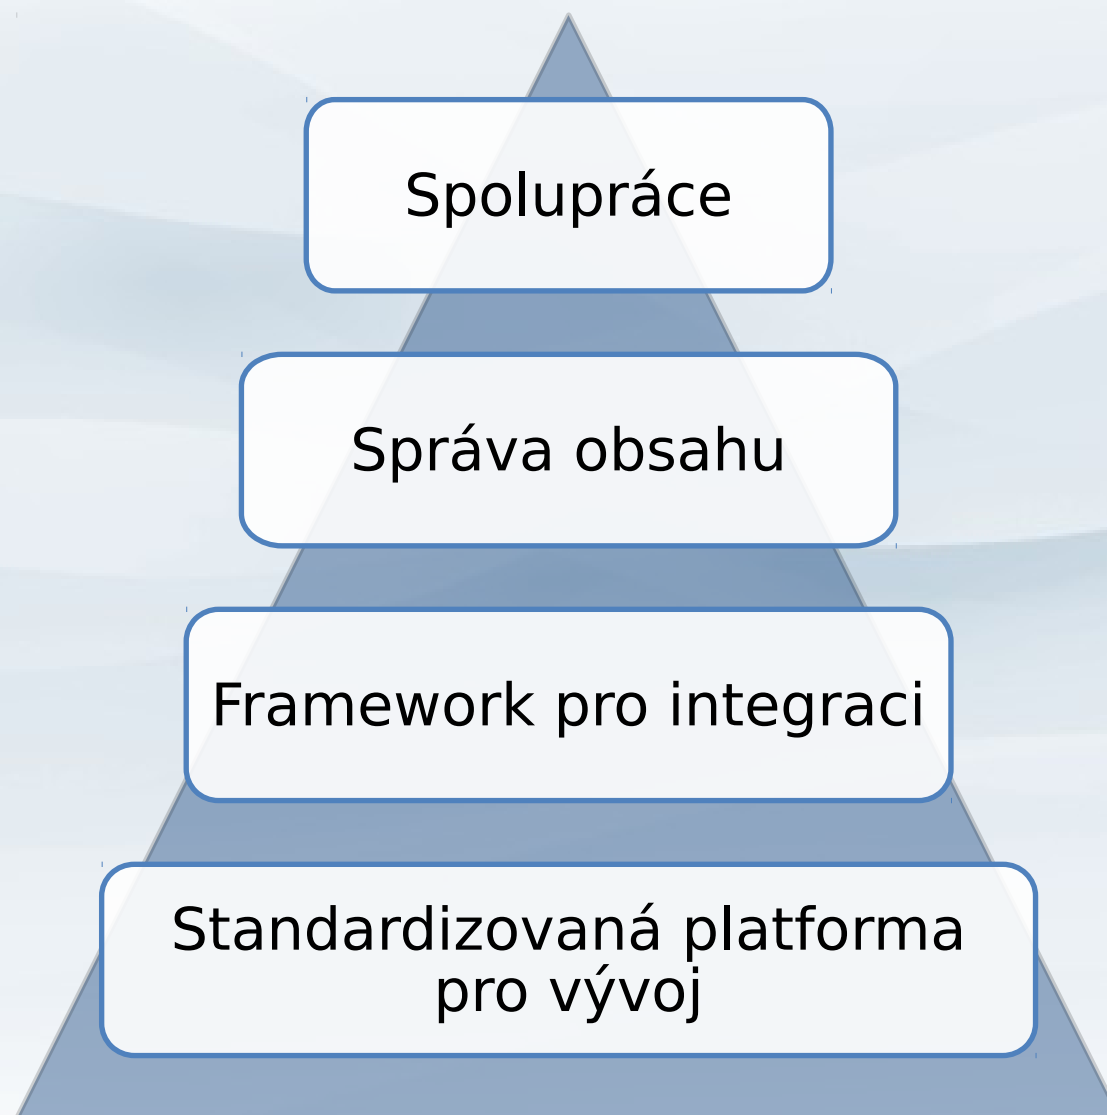 Spolupráce
Správa obsahu
Framework pro integraci
Standardizovaná platforma
pro vývoj